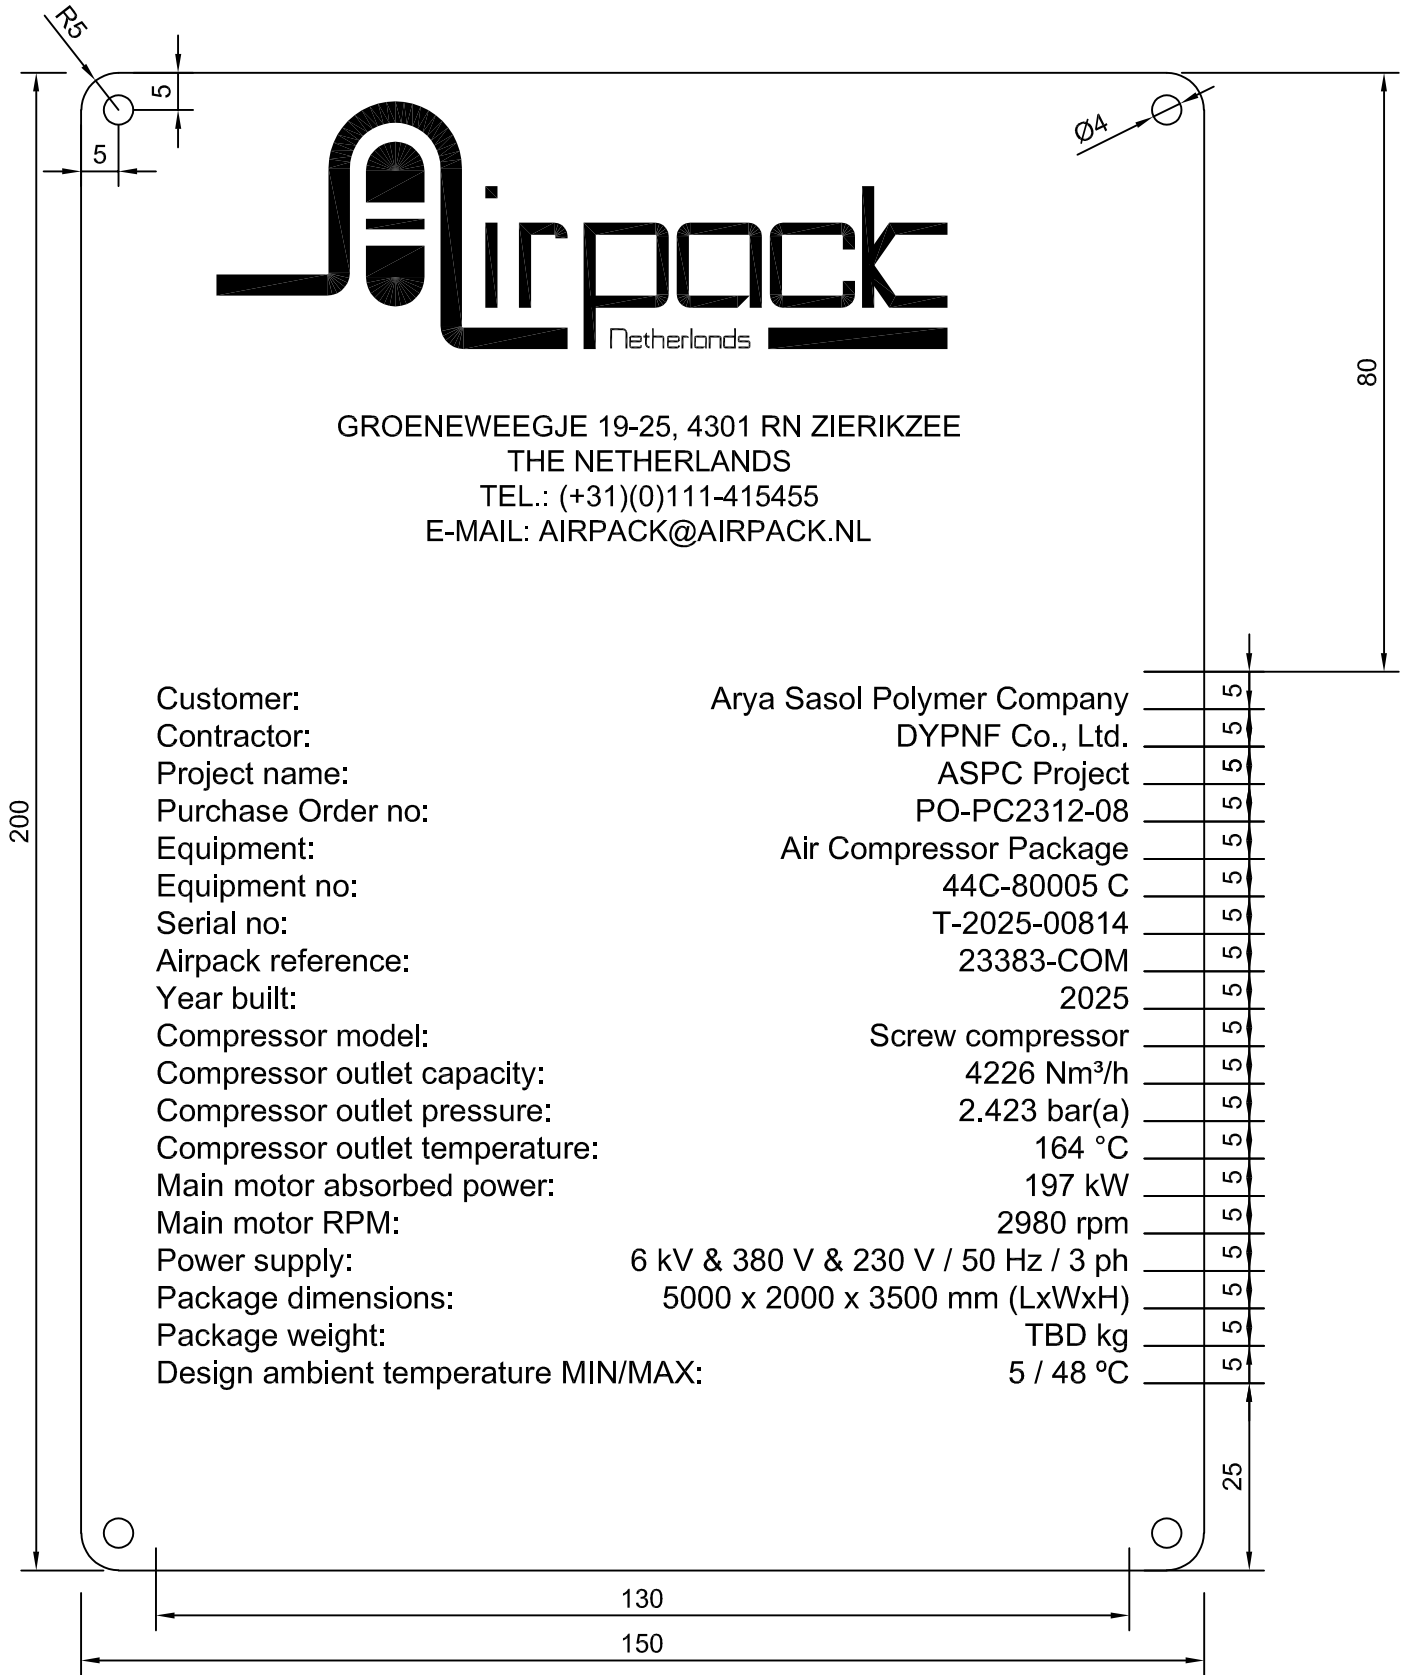 R5
5
5
Ø4
Airpack
Netherlands
80
GROENEWEEGJE 19-25, 4301 RN ZIERIKZEE
THE NETHERLANDS
TEL.: (+31)(0)111-415455
E-MAIL: AIRPACK@AIRPACK.NL
200
Customer: Arya Sasol Polymer Company 5
Contractor: DYPNF Co., Ltd. 5
Project name: ASPC Project 5
Purchase Order no: PO-PC2312-08 5
Equipment: Air Compressor Package 5
Equipment no: 44C-80005 C 5
Serial no: T-2025-00814 5
Airpack reference: 23383-COM 5
Year built: 2025 5
Compressor model: Screw compressor 5
Compressor outlet capacity: 4226 Nm³/h 5
Compressor outlet pressure: 2.423 bar(a) 5
Compressor outlet temperature: 164 °C 5
Main motor absorbed power: 197 kW 5
Main motor RPM: 2980 rpm 5
Power supply: 6 kV & 380 V & 230 V / 50 Hz / 3 ph 5
Package dimensions: 5000 x 2000 x 3500 mm (LxWxH) 5
Package weight: TBD kg 5
Design ambient temperature MIN/MAX: 5 / 48 ºC 5
25
130
150